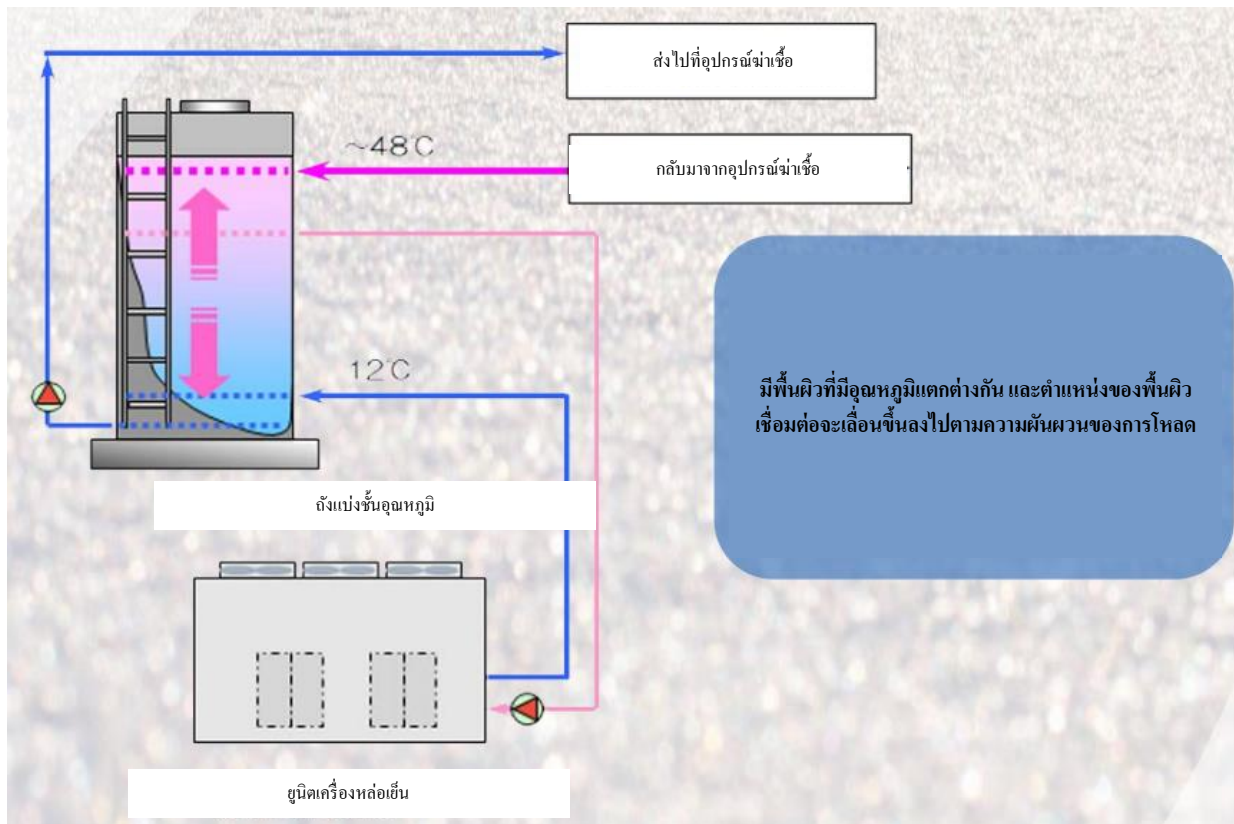 ส่งไปที่อุปกรณ์ฆ่าเชื้อ
~48℃
กลับมาจากอุปกรณ์ฆ่าเชื้อ
12℃
มีพื้นผิวที่มีอุณหภูมิแตกต่างกัน และตำแหน่งของพื้นผิว
เชื่อมต่อจะเลื่อนขึ้นลงไปตามความผันผวนของการโหลด
ถังแบ่งชั้นอุณหภูมิ
ยูนิตเครื่องหล่อเย็น